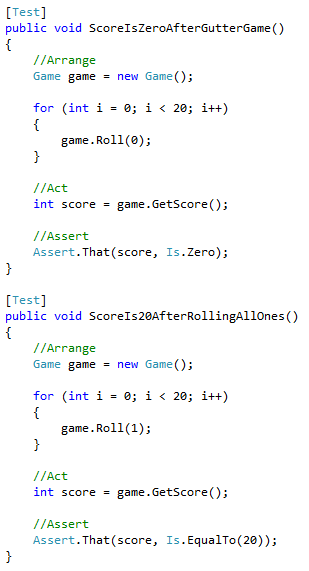 [Test]
public void ScoreIsZeroAfterGutterGame()
{
    //Arrange
    Game game = new Game();

    for (int i = 0; i < 20; i++)
    {
        game.Roll(0);
    }

    //Act
    int score = game.GetScore();

    //Assert
    Assert.That(score, Is.Zero);
}

[Test]
public void ScoreIs20AfterRollingAllOnes()
{
    //Arrange
    Game game = new Game();

    for (int i = 0; i < 20; i++)
    {
        game.Roll(1);
    }

    //Act
    int score = game.GetScore();

    //Assert
    Assert.That(score, Is.EqualTo(20));
}